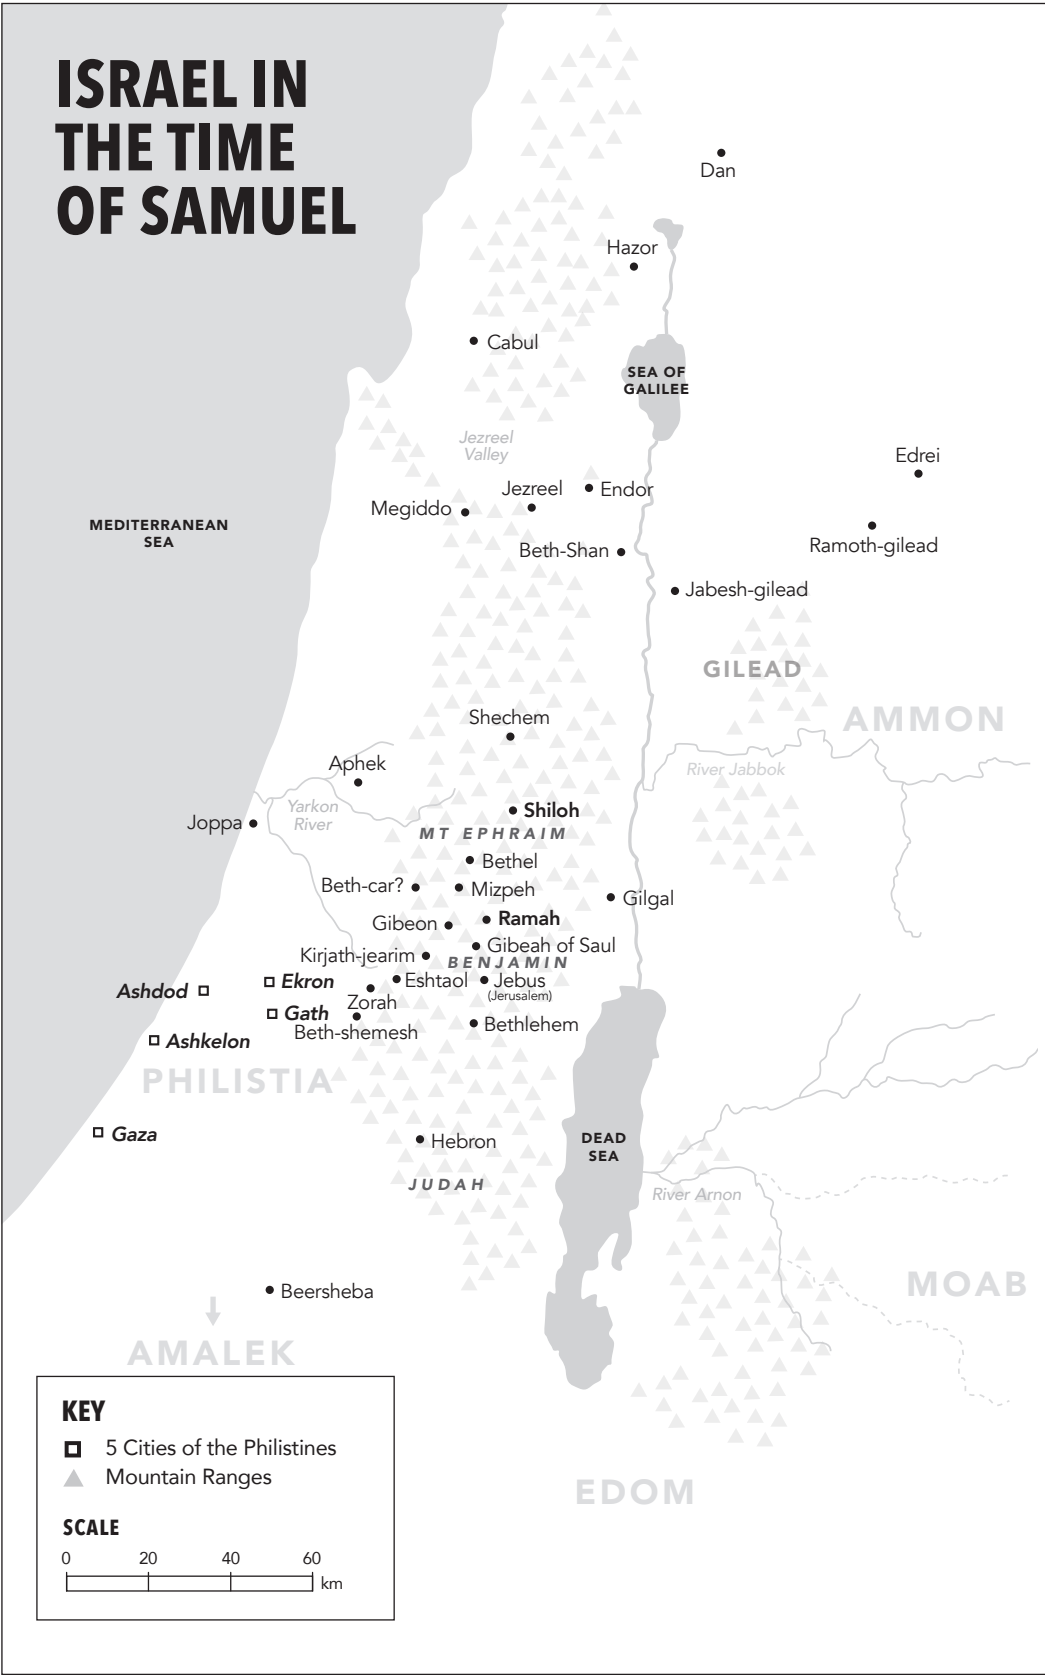 ISRAEL IN
THE TIME
OF SAMUEL
Dan
Hazor
Cabul
SEA OF
GALILEE
Jezreel
Valley
Edrei
Jezreel
Endor
Megiddo
MEDITERRANEAN
SEA
Ramoth-gilead
Beth-Shan
Jabesh-gilead
GILEAD
AMMON
Shechem
Aphek
River Jabbok
Yarkon
River
Joppa
Shiloh
MT EPHRAIM
Bethel
Beth-car?
Mizpeh
Gilgal
Gibeon
Ramah
Gibeah of Saul
Kirjath-jearim
BENJAMIN
Ekron
Eshtaol
Jebus
(Jerusalem)
Ashdod
Zorah
Gath
Bethlehem
Beth-shemesh
Ashkelon
PHILISTIA
Gaza
Hebron
DEAD
SEA
JUDAH
River Arnon
MOAB
Beersheba
AMALEK
KEY
5 Cities of the Philistines
Mountain Ranges
EDOM
SCALE
0 20 40 60
km